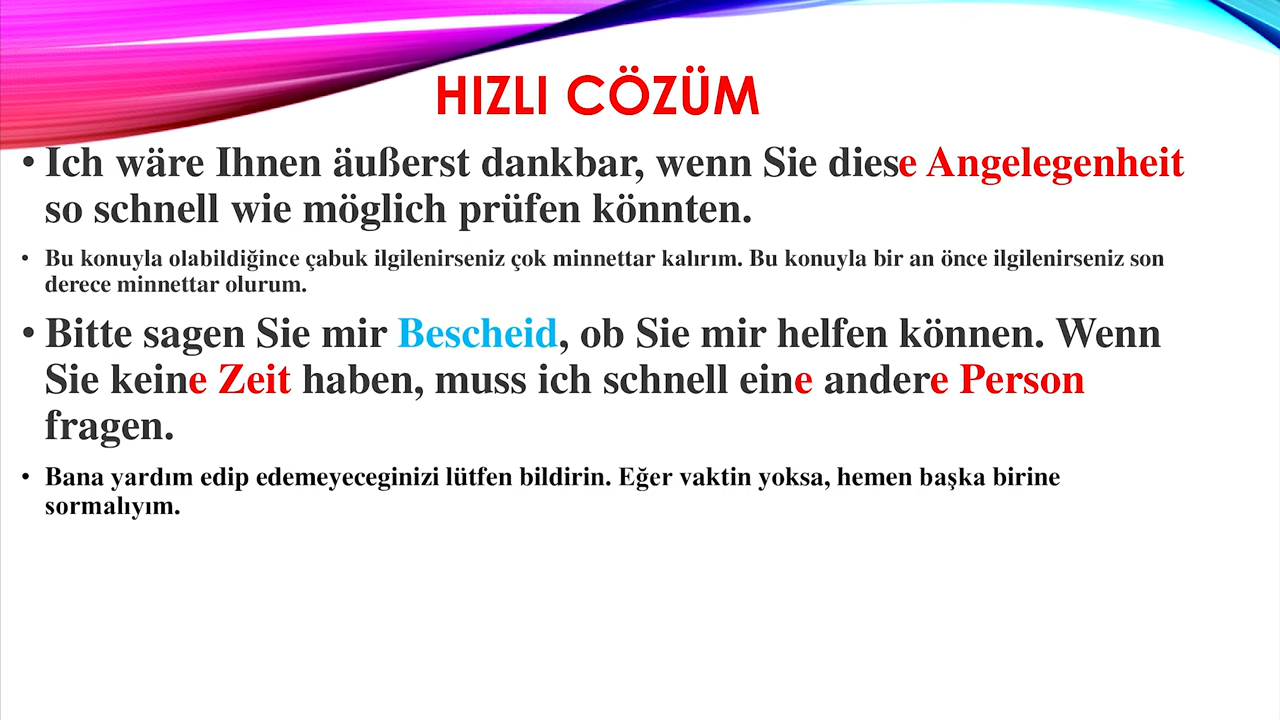 HIZLI CÖZÜM
• Ich wäre Ihnen äußerst dankbar, wenn Sie diese Angelegenheit
so schnell wie möglich prüfen könnten.
• Bu konuyla olabildiğince çabuk ilgilenirseniz çok minnettar kalırım. Bu konuyla bir an önce ilgilenirseniz son
derece minnettar olurum.
• Bitte sagen Sie mir Bescheid, ob Sie mir helfen können. Wenn
Sie keine Zeit haben, muss ich schnell eine andere Person
fragen.
• Bana yardım edip edemeyeceginizi lütfen bildirin. Eğer vaktin yoksa, hemen başka birine
sormalıyım.